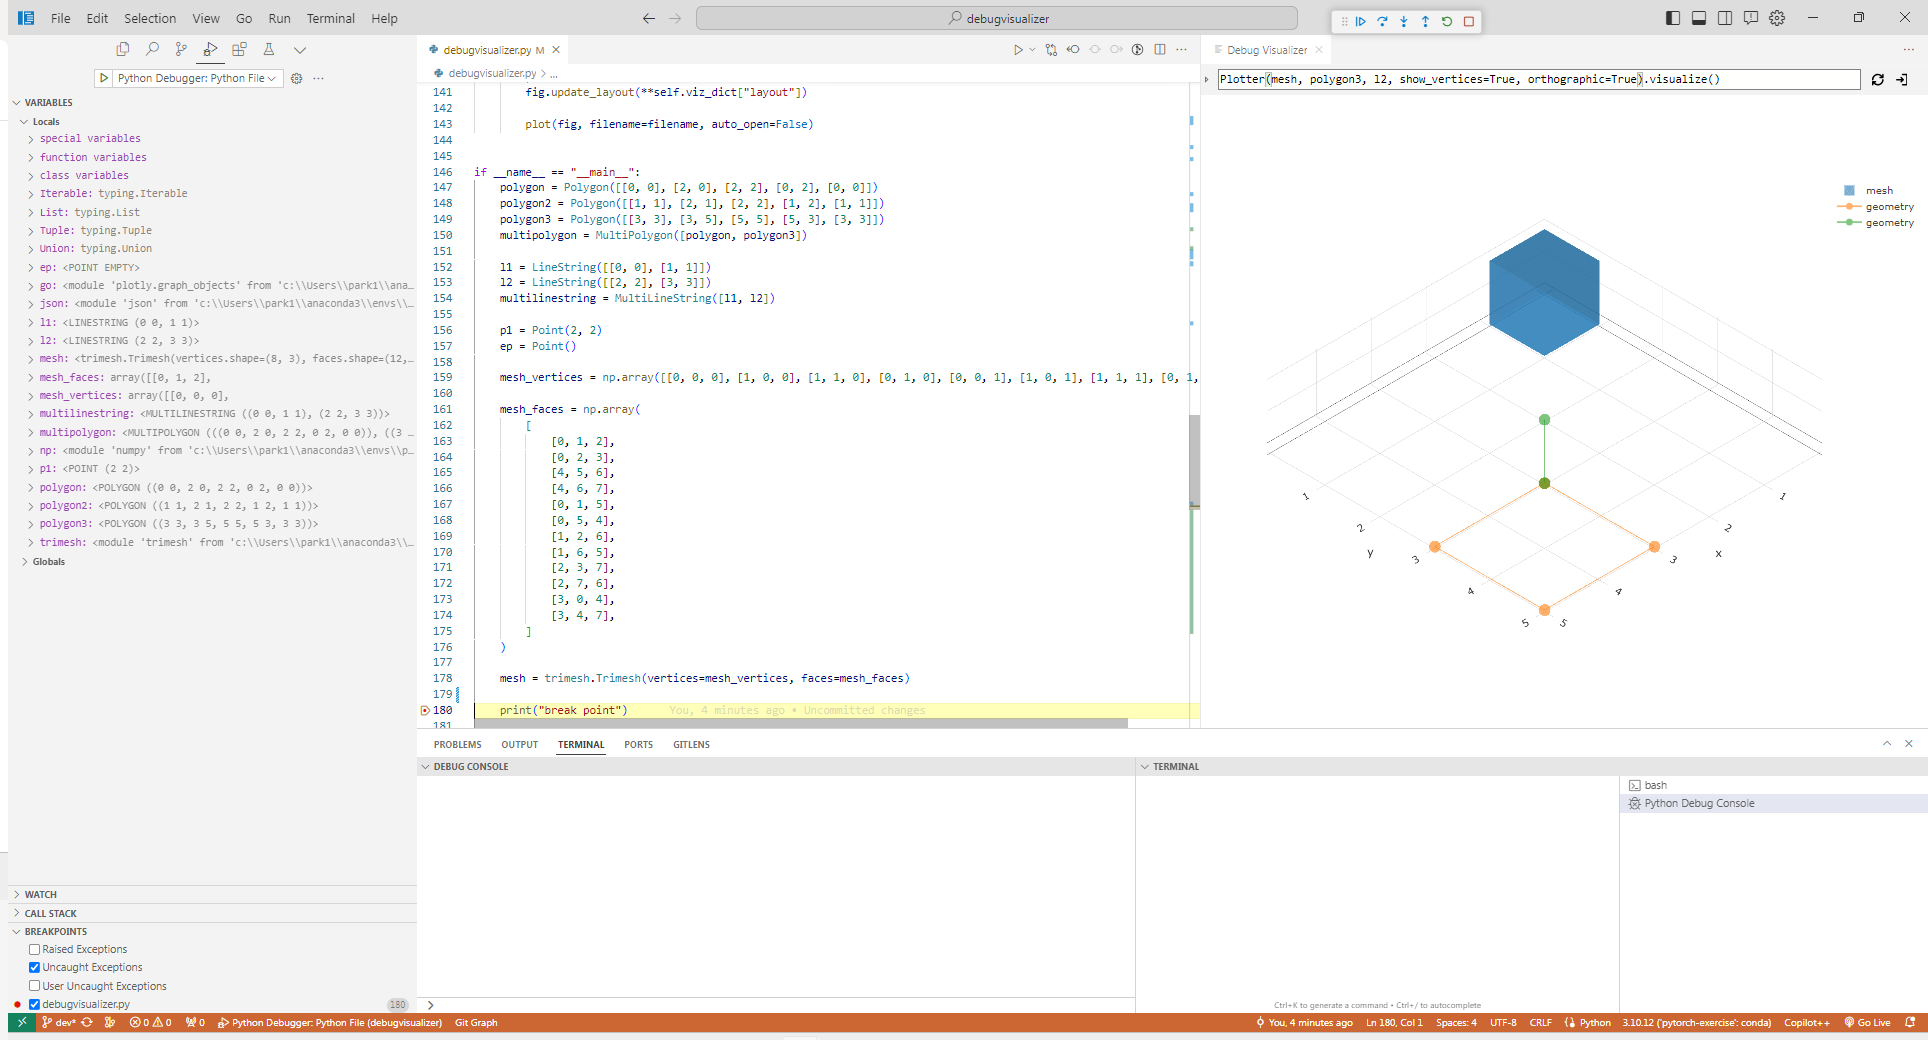 File Edit Selection View Go Run Terminal Help
debugvisualizer
Python Debugger: Python File
VARIABLES
Locals
special variables
function variables
class variables
Iterable: typing.Iterable
List: typing.List
Tuple: typing.Tuple
Union: typing.Union
ep: <POINT EMPTY>
go: <module 'plotly.graph_objects' from 'c:\\Users\\park1\\ana...
json: <module 'json' from 'c:\\Users\\park1\\anaconda3\\envs\\...
l1: <LINESTRING (0 0, 1 1)>
l2: <LINESTRING (2 2, 3 3)>
mesh: <trimesh.Trimesh(vertices.shape=(8, 3), faces.shape=(12,...
mesh_faces: array([[0, 1, 2],
mesh_vertices: array([[0, 0, 0],
multilinestring: <MULTILINESTRING ((0 0, 1 1), (2 2, 3 3))>
multipolygon: <MULTIPOLYGON (((0 0, 2 0, 2 2, 0 2, 0 0)), ((3 ...
np: <module 'numpy' from 'c:\\Users\\park1\\anaconda3\\envs\\p...
p1: <POINT (2 2)>
polygon: <POLYGON ((0 0, 2 0, 2 2, 0 2, 0 0))>
polygon2: <POLYGON ((1 1, 2 1, 2 2, 1 2, 1 1))>
polygon3: <POLYGON ((3 3, 3 5, 5 5, 5 3, 3 3))>
trimesh: <module 'trimesh' from 'c:\\Users\\park1\\anaconda3\\...
Globals
WATCH
CALL STACK
BREAKPOINTS
Raised Exceptions
Uncaught Exceptions
User Uncaught Exceptions
debugvisualizer.py 180
debugvisualizer.py M
debugvisualizer.py > ...
141 fig.update_layout(**self.viz_dict["layout"])
142
143 plot(fig, filename=filename, auto_open=False)
144
145
146 if __name__ == "__main__":
147 polygon = Polygon([[0, 0], [2, 0], [2, 2], [0, 2], [0, 0]])
148 polygon2 = Polygon([[1, 1], [2, 1], [2, 2], [1, 2], [1, 1]])
149 polygon3 = Polygon([[3, 3], [3, 5], [5, 5], [5, 3], [3, 3]])
150 multipolygon = MultiPolygon([polygon, polygon3])
151
152 l1 = LineString([[0, 0], [1, 1]])
153 l2 = LineString([[2, 2], [3, 3]])
154 multilinestring = MultiLineString([l1, l2])
155
156 p1 = Point(2, 2)
157 ep = Point()
158
159 mesh_vertices = np.array([[0, 0, 0], [1, 0, 0], [1, 1, 0], [0, 1, 0], [0, 0, 1], [1, 0, 1], [1, 1, 1], [0, 1,
160
161 mesh_faces = np.array(
162 [
163 [0, 1, 2],
164 [0, 2, 3],
165 [4, 5, 6],
166 [4, 6, 7],
167 [0, 1, 5],
168 [0, 5, 4],
169 [1, 2, 6],
170 [1, 6, 5],
171 [2, 3, 7],
172 [2, 7, 6],
173 [3, 0, 4],
174 [3, 4, 7],
175 ]
176 )
177
178 mesh = trimesh.Trimesh(vertices=mesh_vertices, faces=mesh_faces)
179
180 print("break point") You, 4 minutes ago • Uncommitted changes
181
Debug Visualizer
Plotter(mesh, polygon3, l2, show_vertices=True, orthographic=True).visualize()
mesh
geometry
geometry
1 1
2 2
y x
3 3
4 4
5 5
PROBLEMS OUTPUT TERMINAL PORTS GITLENS
DEBUG CONSOLE
TERMINAL
bash
Python Debug Console
Ctrl+K to generate a command • Ctrl+/ to autocomplete
dev* 0 0 0 Python Debugger: Python File (debugvisualizer) Git Graph
You, 4 minutes ago Ln 180, Col 1 Spaces: 4 UTF-8 CRLF Python 3.10.12 ('pytorch-exercise': conda) Copilot++ Go Live